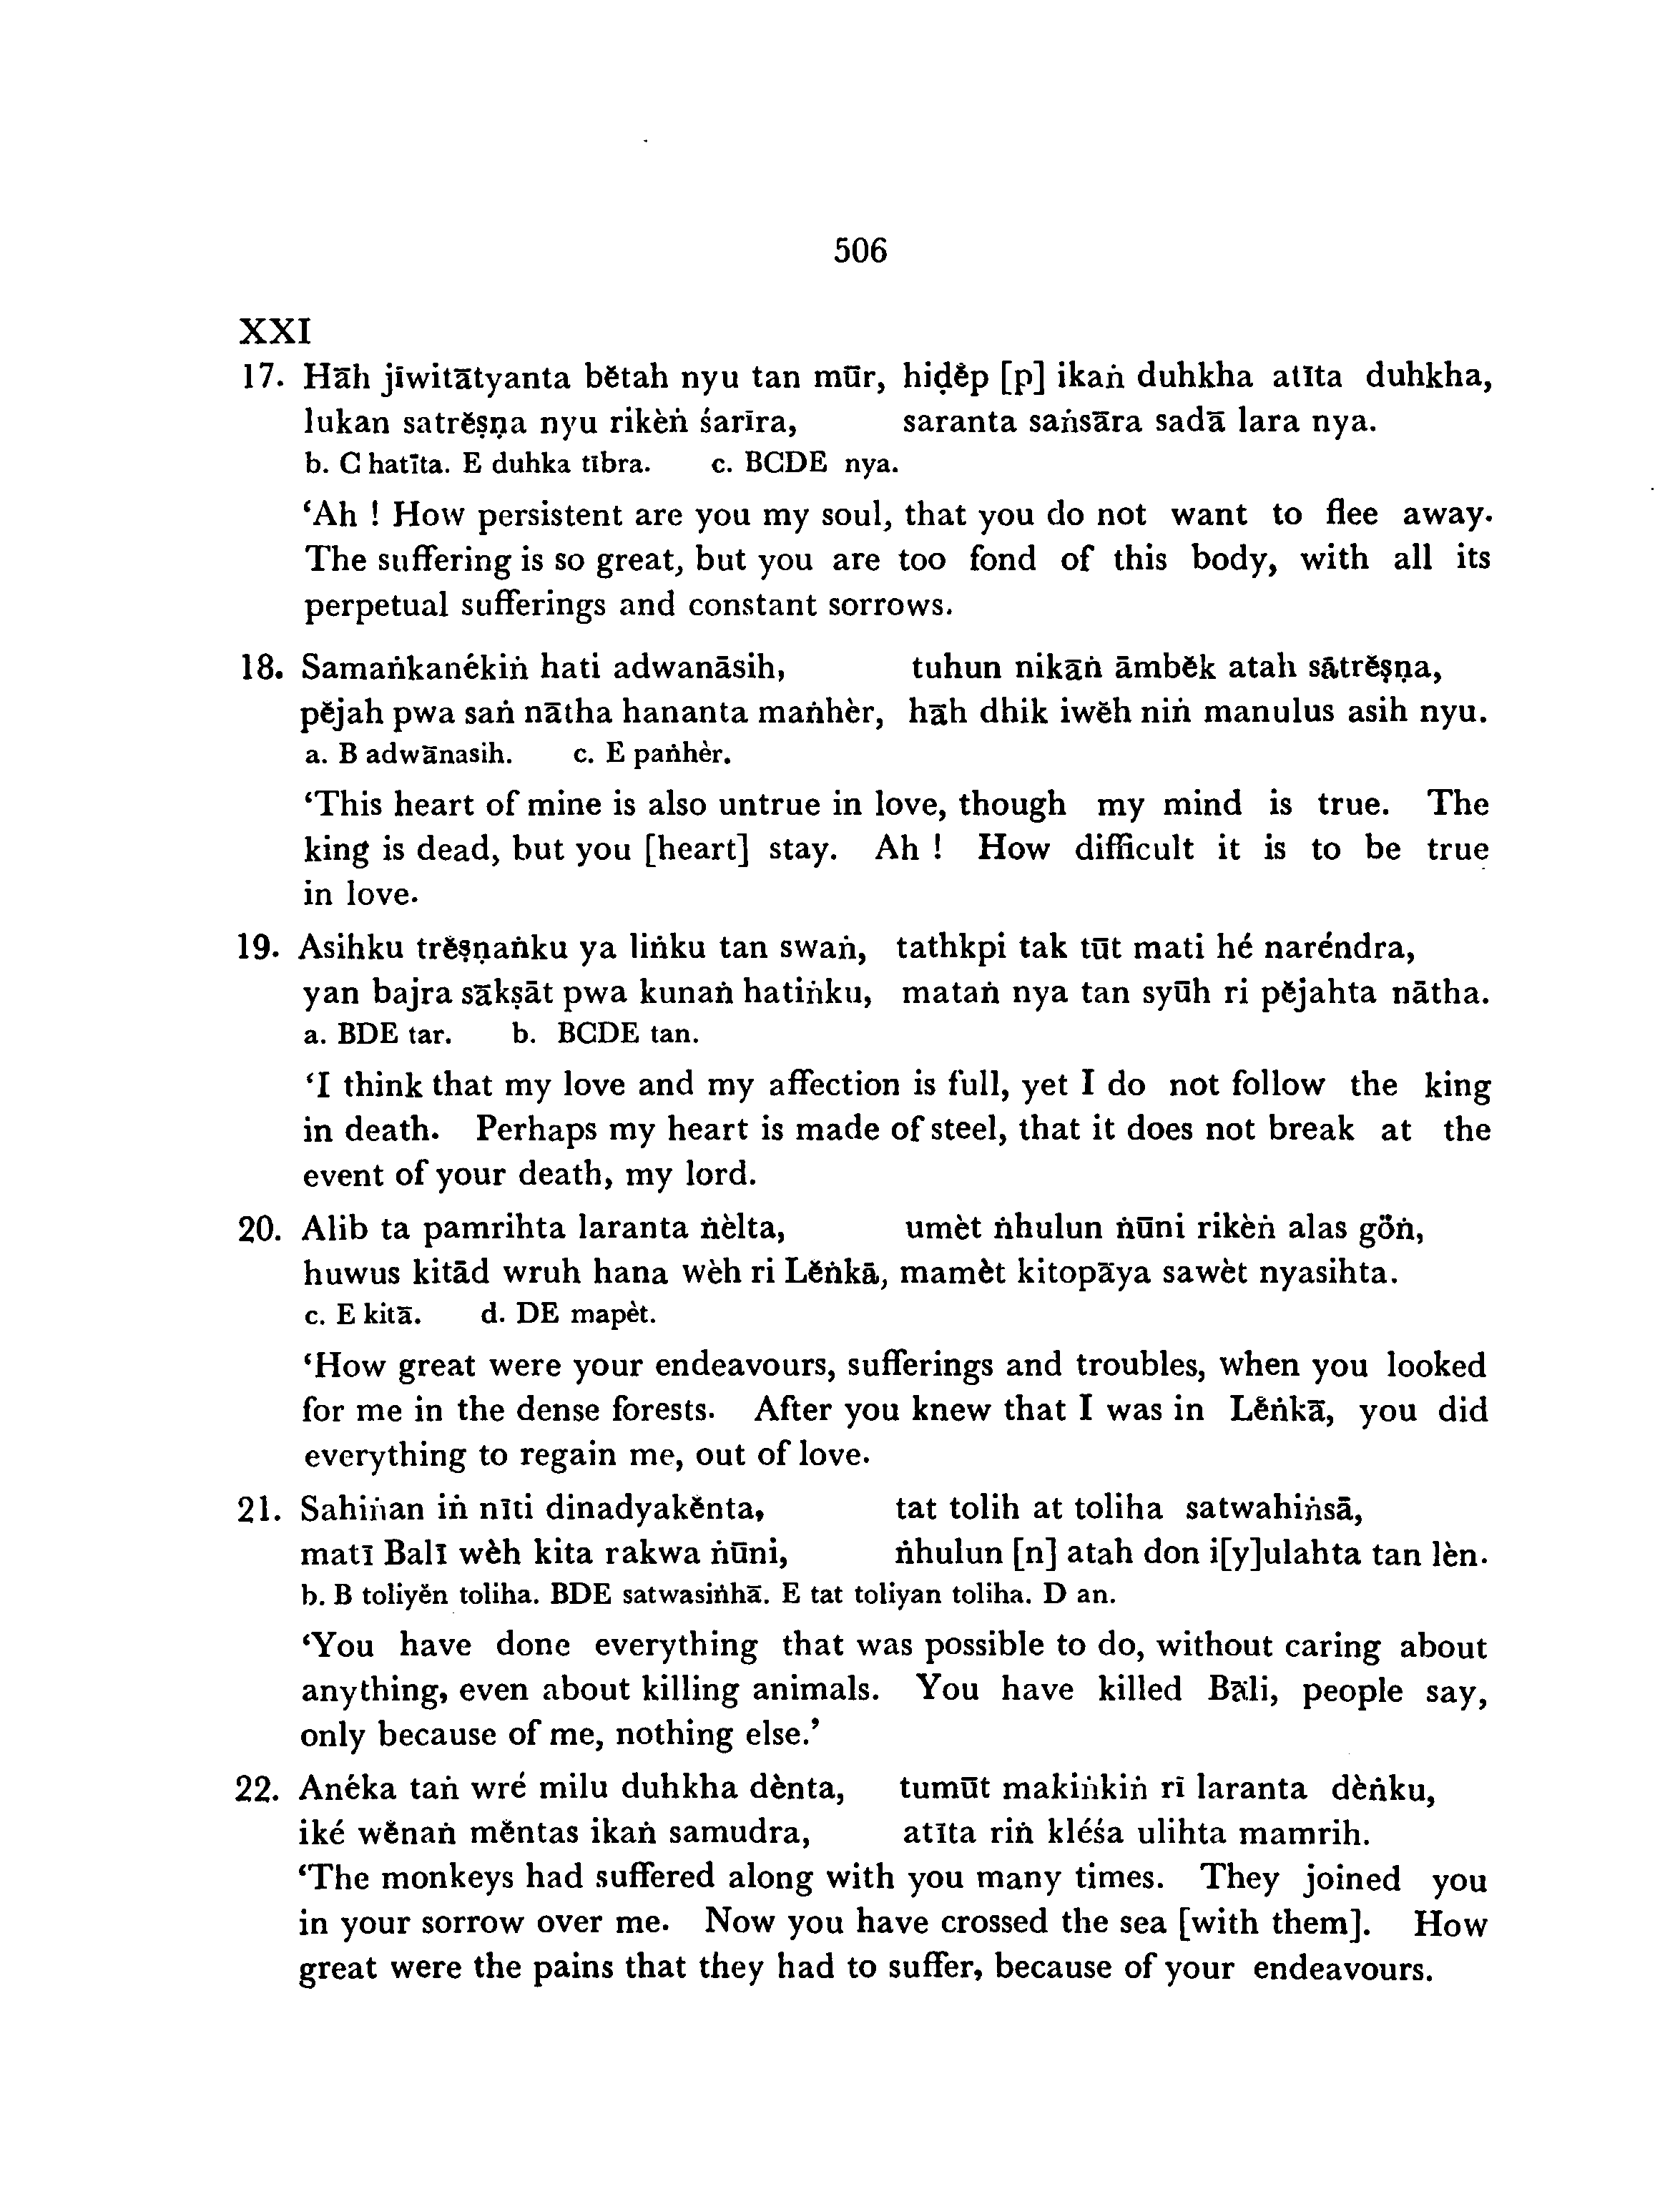 506
XXI
17. Hāh jīwitātyanta bĕtah nyu tan mūr, hiḍĕp [p] ikaṅ duhkha atīta duhkha,
lukan satrĕṣṇa nyu rikèṅ śarīra, saranta saṅsāra sadā lara nya.
b. C hatīta. E duhka tībra. c. BCDE nya.
‘Ah ! How persistent are you my soul, that you do not want to flee away.
The suffering is so great, but you are too fond of this body, with all its
perpetual sufferings and constant sorrows.
18. Samaṅkanékiṅ hati adwanāsih, tuhun nikāṅ āmbĕk atah sātrĕṣṇa,
pĕjah pwa saṅ nātha hananta maṅhèr, hāh dhik iwĕh niṅ manulus asih nyu.
a. B adwānasih. c. E paṅhèr.
‘This heart of mine is also untrue in love, though my mind is true. The
king is dead, but you [heart] stay. Ah ! How difficult it is to be true
in love.
19. Asihku trĕṣṇaṅku ya liṅku tan swaṅ, tathkpi tak tūt mati hé naréndra,
yan bajra sākṣāt pwa kunaṅ hatiṅku, mataṅ nya tan syūh ri pĕjahta nātha.
a. BDE tar. b. BCDE tan.
‘I think that my love and my affection is full, yet I do not follow the king
in death. Perhaps my heart is made of steel, that it does not break at the
event of your death, my lord.
20. Alib ta pamrihta laranta ṅèlta, umèt ṅhulun ṅūni rikèṅ alas göṅ,
huwus kitād wruh hana wèh ri Lĕṅkā, mamèt kitopāya sawèt nyasihta.
c. E kitā. d. DE mapèt.
‘How great were your endeavours, sufferings and troubles, when you looked
for me in the dense forests. After you knew that I was in Lĕṅkā, you did
everything to regain me, out of love.
21. Sahiṅan iṅ nīti dinadyakĕnta, tat tolih at toliha satwahiṅsā,
matī Balī wèh kita rakwa ṅūni, ṅhulun [n] atah don i[y]ulahta tan lèn.
b. B toliyĕn toliha. BDE satwasiṅhā. E tat toliyan toliha. D an.
‘You have done everything that was possible to do, without caring about
anything, even about killing animals. You have killed Bāli, people say,
only because of me, nothing else.’
22. Anéka taṅ wré milu duhkha dènta, tumūt makiṅkiṅ rī laranta dèṅku,
iké wĕnaṅ mĕntas ikaṅ samudra, atīta riṅ kléśa ulihta mamrih.
‘The monkeys had suffered along with you many times. They joined you
in your sorrow over me. Now you have crossed the sea [with them]. How
great were the pains that they had to suffer, because of your endeavours.